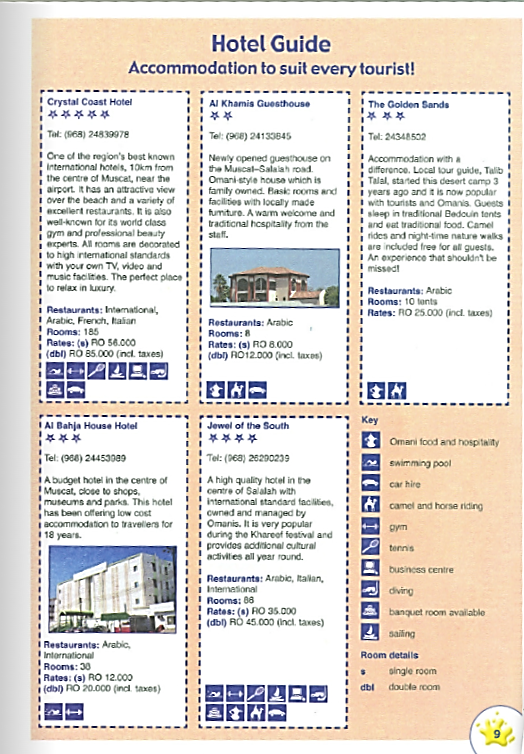 Hotel Guide
Accommodation to suit every tourist!
Crystal Coast Hotel
Tel: (968) 24839978
One of the region's best known
international hotels, 10km from
the centre of Muscat, near the
airport. It has an attractive view
over the beach and a variety of
excellent restaurants. It is also
well-known for its world class
gym and professional beauty
experts. All rooms are decorated
to high international standards
with your own TV, video and
music facilities. The perfect place
to relax in luxury.
Restaurants: International,
Arabic, French, Italian
Rooms: 185
Rates: (s) RO 56.000
(dbl) RO 85.000 (incl. taxes)
Al Khamis Guesthouse
Tel: (968) 24133845
Newly opened guesthouse on
the Muscat–Salalah road.
Omani-style house which is
family owned. Basic rooms and
facilities with locally made
furniture. A warm welcome and
traditional hospitality from the
staff.
Restaurants: Arabic
Rooms: 8
Rates: (s) RO 8.000
(dbl) RO12.000 (incl. taxes)
The Golden Sands
Tel: 24348502
Accommodation with a
difference. Local tour guide, Talib
Talal, started this desert camp 3
years ago and it is now popular
with tourists and Omanis. Guests
sleep in traditional Bedouin tents
and eat traditional food. Camel
rides and night-time nature walks
are included free for all guests.
An experience that shouldn't be
missed!
Restaurants: Arabic
Rooms: 10 tents
Rates: RO 25.000 (incl. taxes)
Al Bahja House Hotel
Tel: (968) 24453989
A budget hotel in the centre of
Muscat, close to shops,
museums and parks. This hotel
has been offering low cost
accommodation to travellers for
18 years.
Restaurants: Arabic,
International
Rooms: 38
Rates: (s) RO 12.000
(dbl) RO 20.000 (incl. taxes)
Jewel of the South
Tel: (968) 26290239
A high quality hotel in the
centre of Salalah with
international standard facilities,
owned and managed by
Omanis. It is very popular
during the Khareef festival and
provides additional cultural
activities all year round.
Restaurants: Arabic, Italian,
International
Rooms: 86
Rates: (s) RO 35.000
(dbl) RO 45.000 (incl. taxes)
Key
Omani food and hospitality
swimming pool
car hire
camel and horse riding
gym
tennis
business centre
diving
banquet room available
sailing
Room details
s single room
dbl double room
9